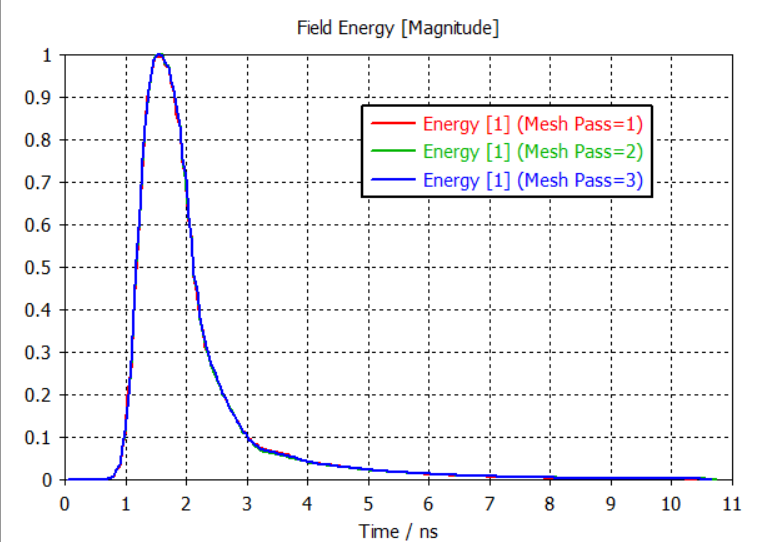 Field Energy [Magnitude]
1
0.9
0.8
0.7
0.6
0.5
0.4
0.3
0.2
0.1
0
Energy [1] (Mesh Pass=1)
Energy [1] (Mesh Pass=2)
Energy [1] (Mesh Pass=3)
0 1 2 3 4 5 6 7 8 9 10 11
Time / ns